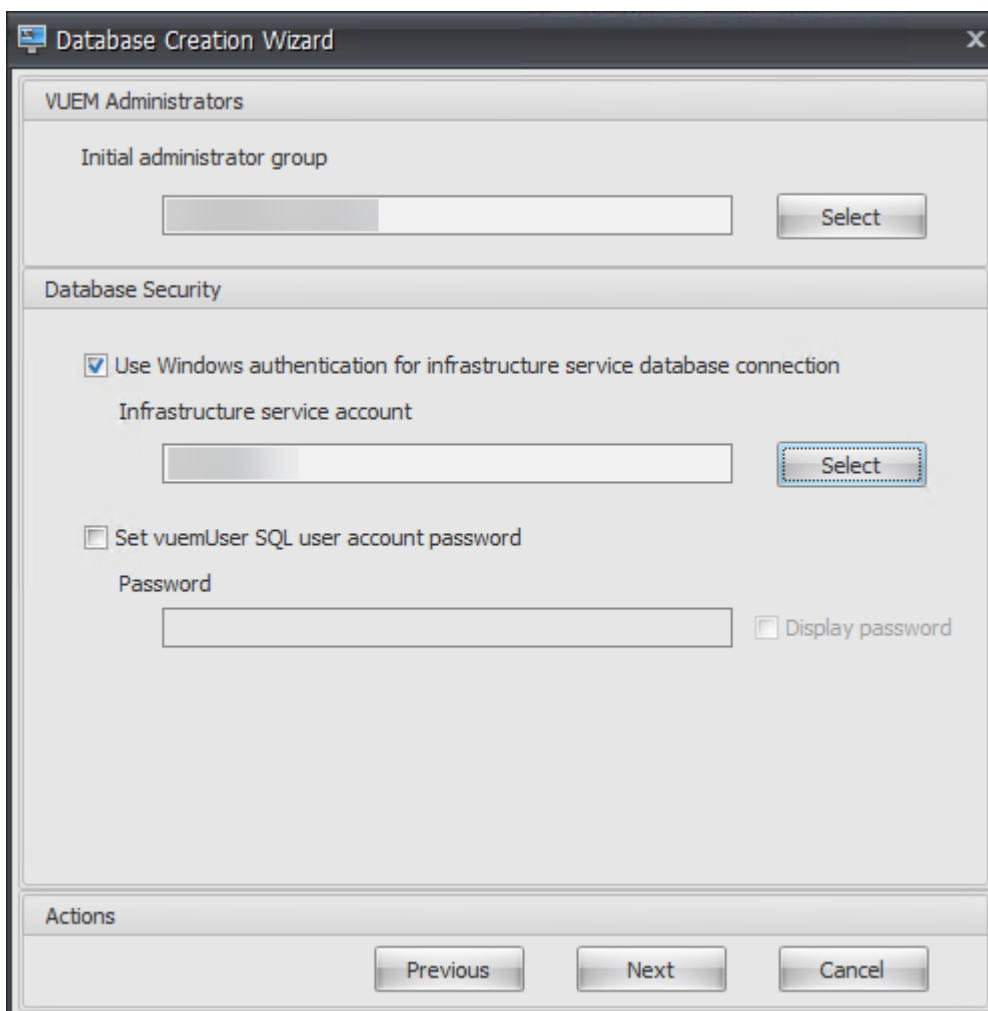 Database Creation Wizard
x
VUEM Administrators
Initial administrator group
Select
Database Security
Use Windows authentication for infrastructure service database connection
Infrastructure service account
Select
Set vuemUser SQL user account password
Password
Display password
Actions
Previous Next Cancel